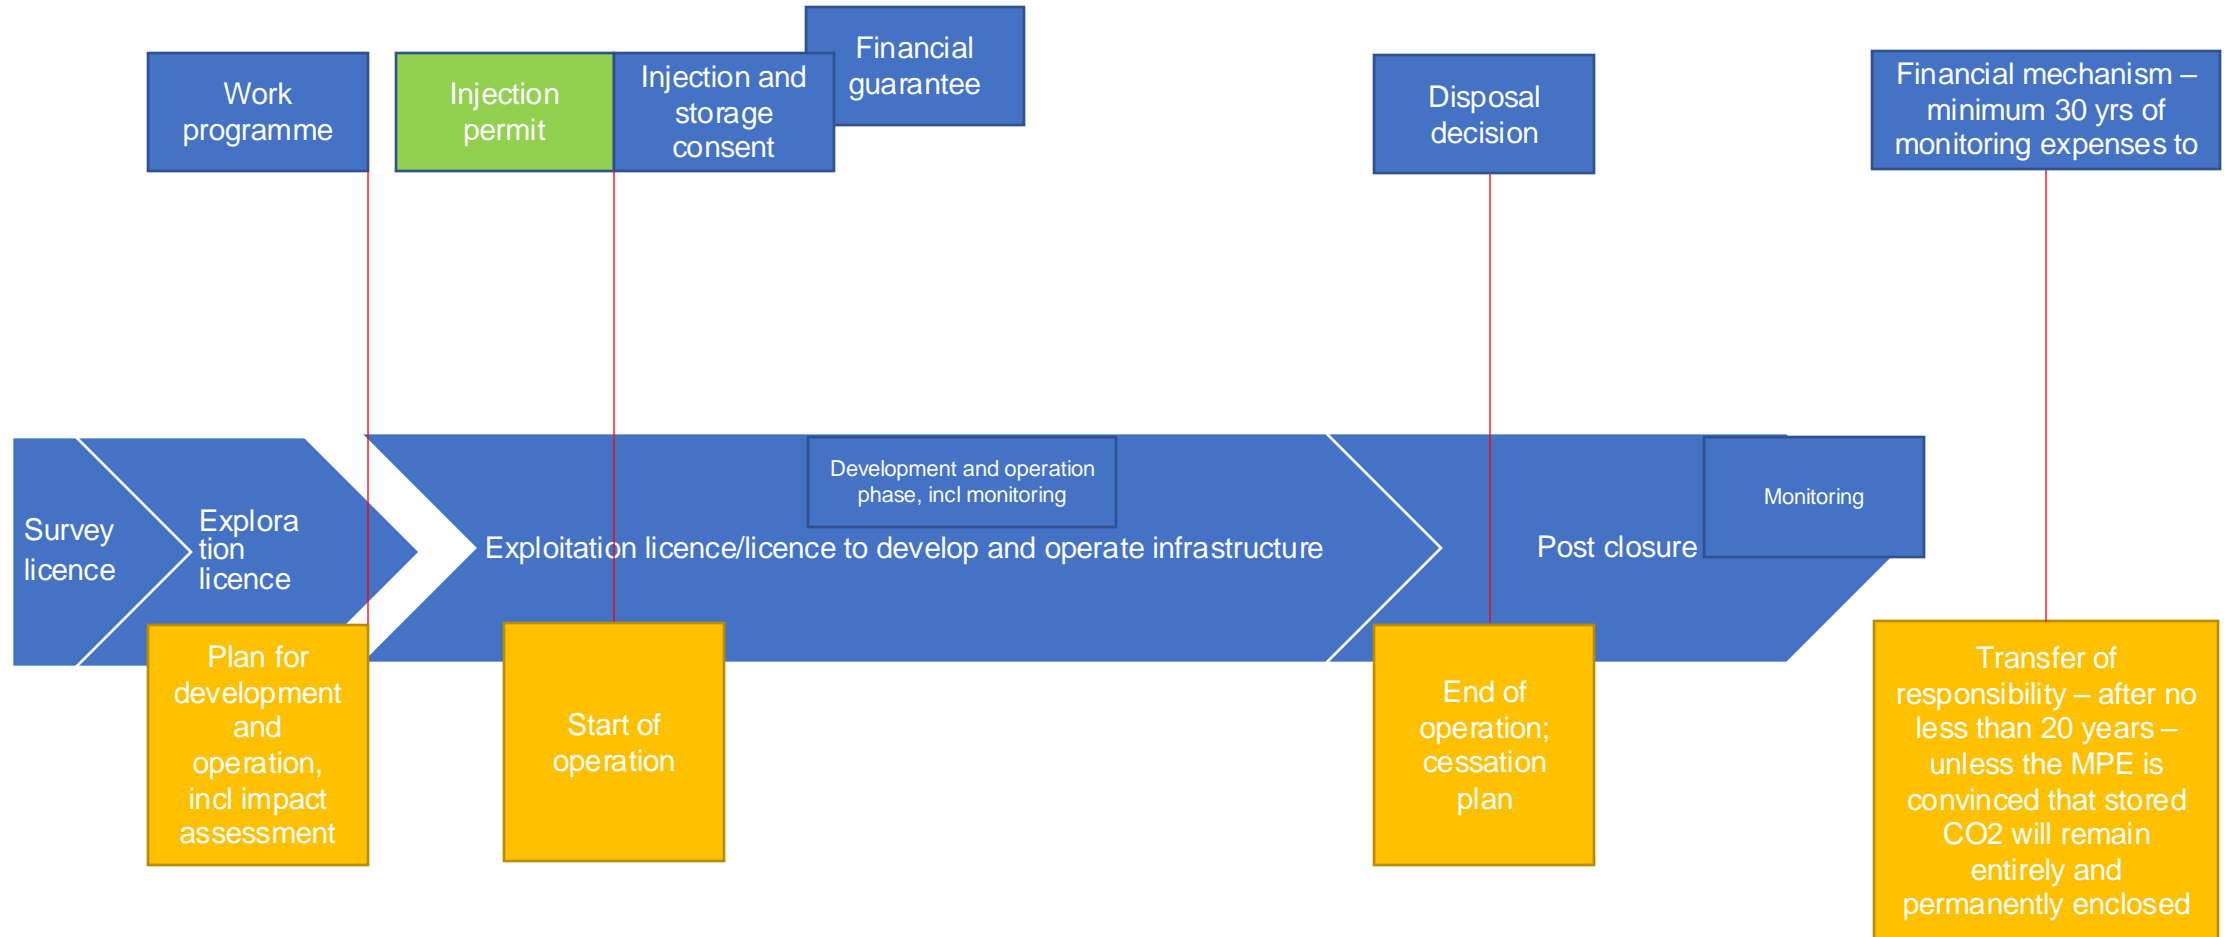 Work
programme
Injection
permit
Injection and
storage
consent
Financial
guarantee
Disposal
decision
Financial mechanism –
minimum 30 yrs of
monitoring expenses to
Survey
licence
Explora
tion
licence
Development and operation
phase, incl monitoring
Exploitation licence/licence to develop and operate infrastructure
Post closure
Monitoring
Plan for
development
and
operation,
incl impact
assessment
Start of
operation
End of
operation;
cessation
plan
Transfer of
responsibility – after no
less than 20 years –
unless the MPE is
convinced that stored
CO2 will remain
entirely and
permanently enclosed